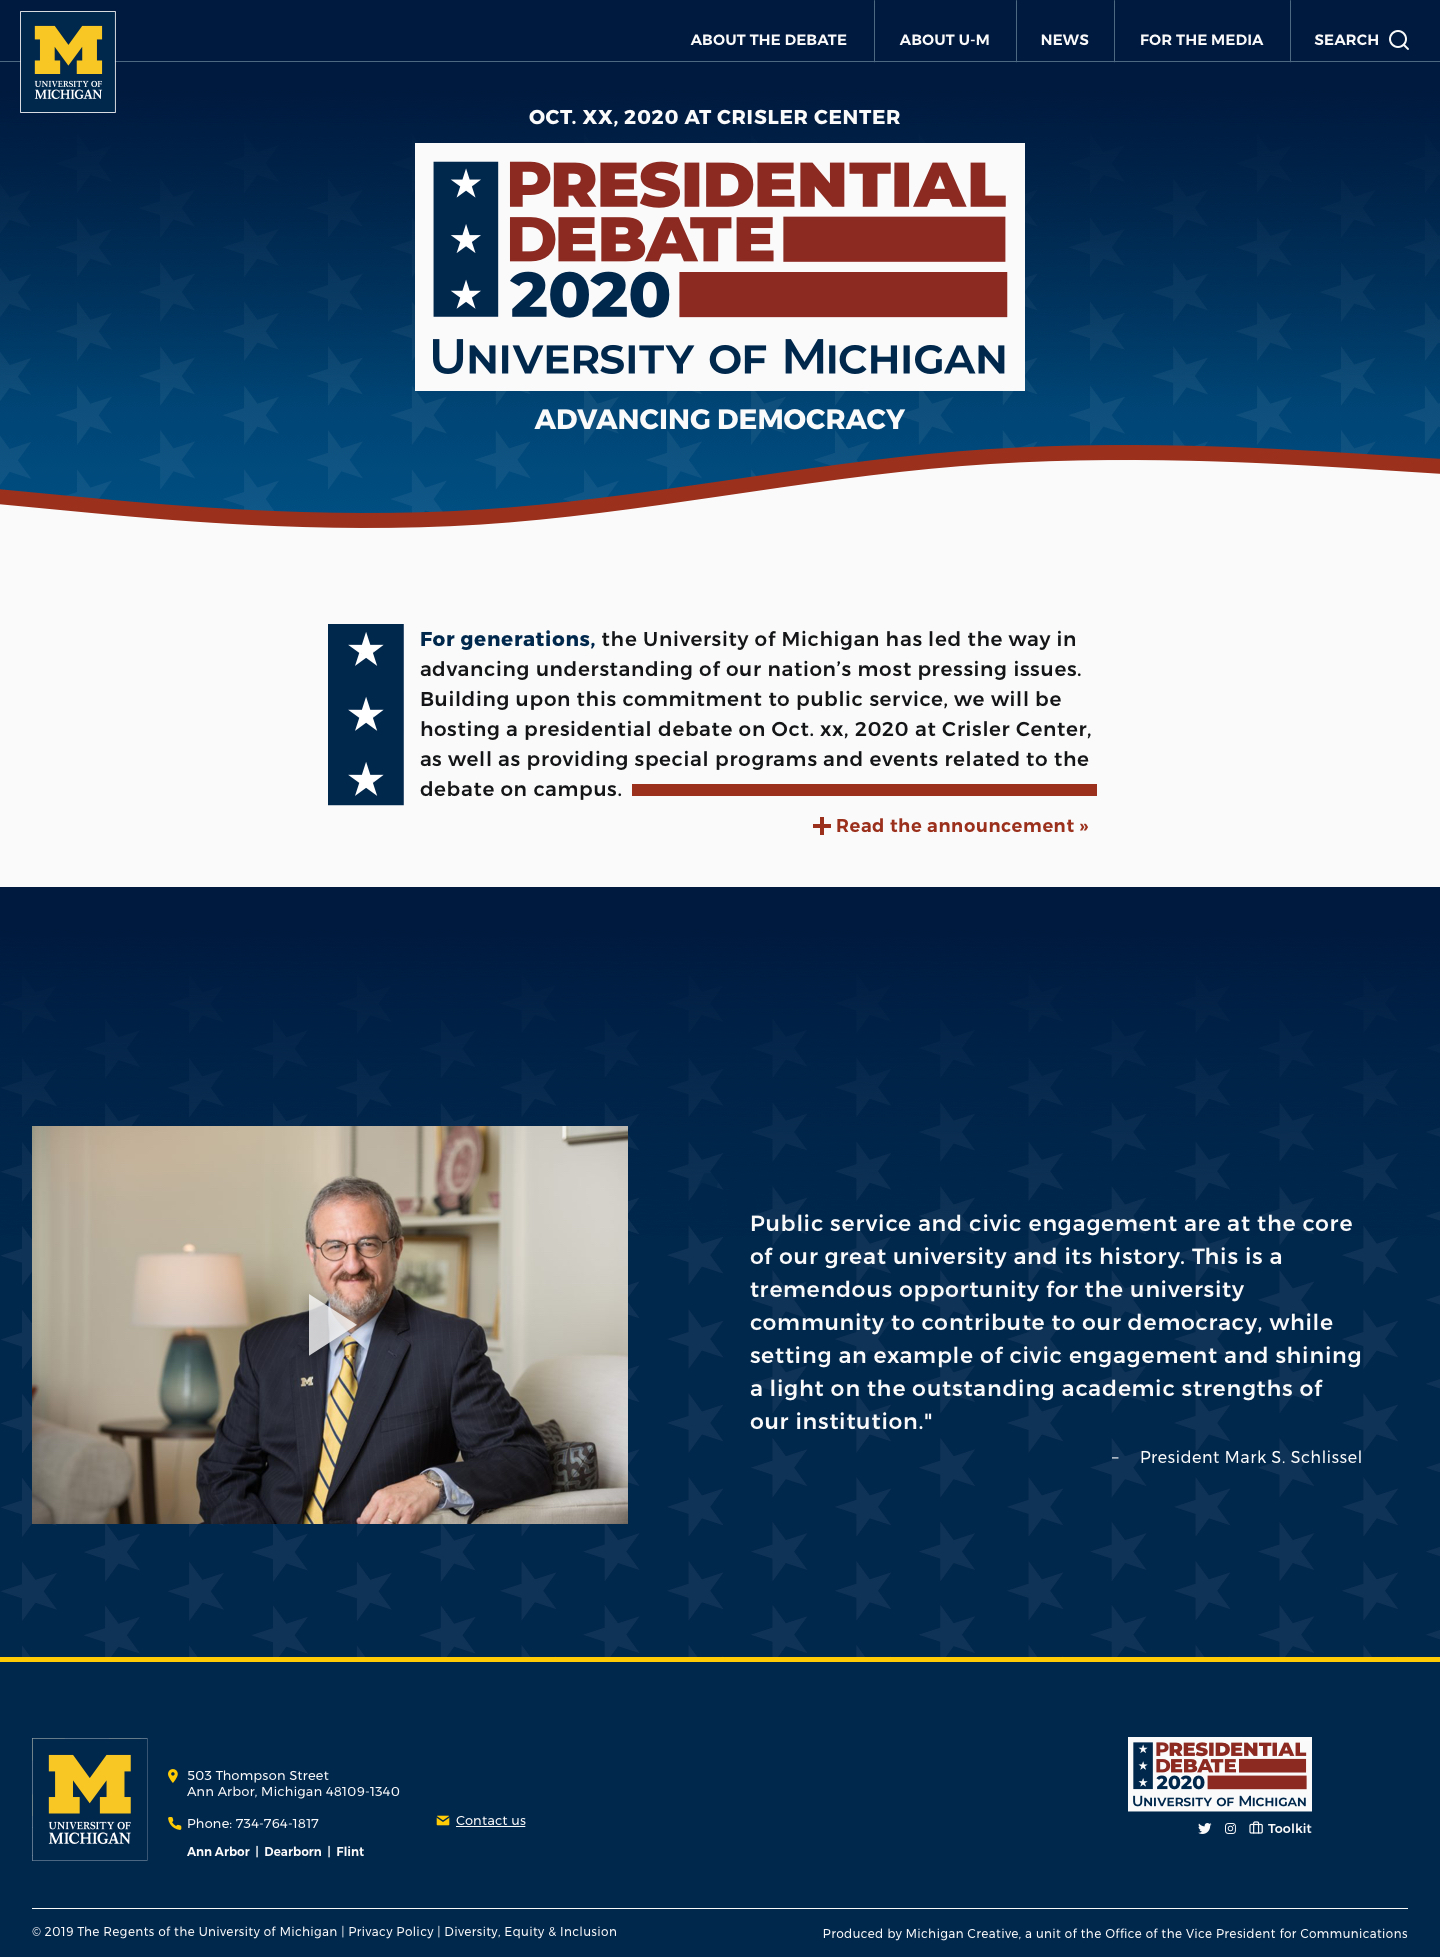 M
UNIVERSITY OF
MICHIGAN
ABOUT THE DEBATE
ABOUT U-M
NEWS
FOR THE MEDIA
SEARCH
OCT. XX, 2020 AT CRISLER CENTER
PRESIDENTIAL
DEBATE
2020
UNIVERSITY OF MICHIGAN
ADVANCING DEMOCRACY
For generations, the University of Michigan has led the way in
advancing understanding of our nation’s most pressing issues.
Building upon this commitment to public service, we will be
hosting a presidential debate on Oct. xx, 2020 at Crisler Center,
as well as providing special programs and events related to the
debate on campus.
Read the announcement »
M
Public service and civic engagement are at the core
of our great university and its history. This is a
tremendous opportunity for the university
community to contribute to our democracy, while
setting an example of civic engagement and shining
a light on the outstanding academic strengths of
our institution."
– President Mark S. Schlissel
M
UNIVERSITY OF
MICHIGAN
503 Thompson Street
Ann Arbor, Michigan 48109-1340
Phone: 734-764-1817
Ann Arbor | Dearborn | Flint
Contact us
PRESIDENTIAL
DEBATE
2020
UNIVERSITY OF MICHIGAN
Toolkit
© 2019 The Regents of the University of Michigan | Privacy Policy | Diversity, Equity & Inclusion
Produced by Michigan Creative, a unit of the Office of the Vice President for Communications